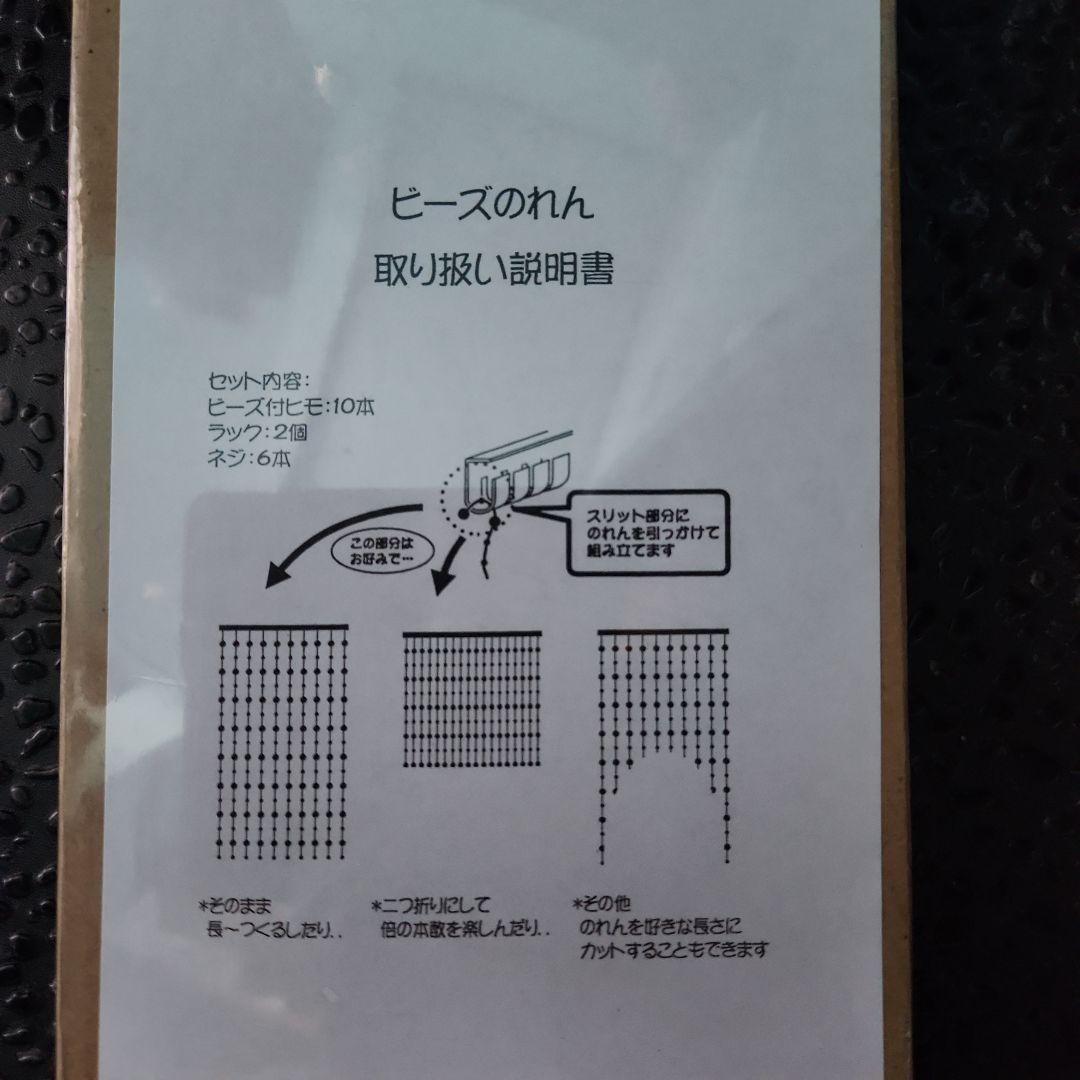 ビーズのれん
取り扱い説明書
セット内容:
ビーズ付ヒモ:10本
ラック:2個
ネジ:6本
スリット部分に
のれんを引っかけて
組み立てます
この部分は
お好みで…
*そのまま
長～つくるしたり..
*二つ折りにして
倍の本数を楽しんだり..
*その他
のれんを好きな長さに
カットすることもできます